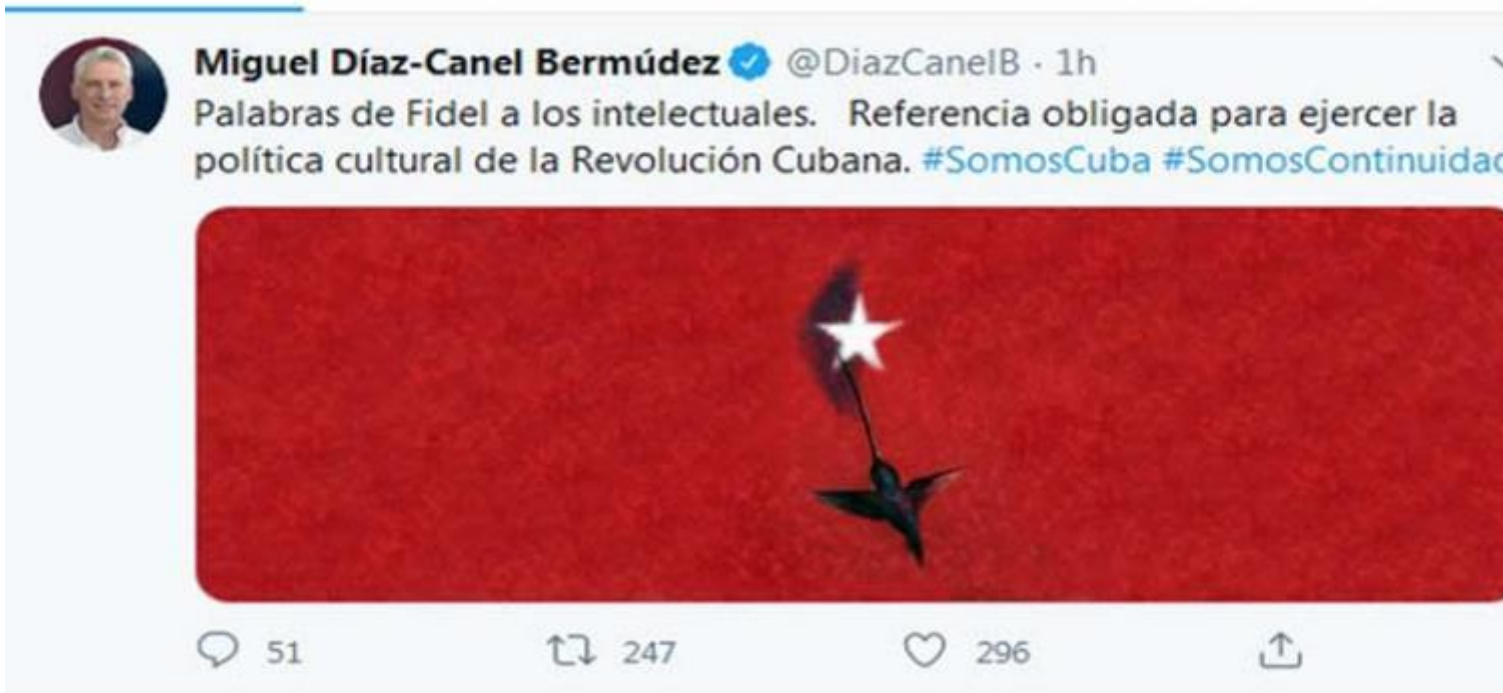 Miguel Díaz-Canel Bermúdez @DiazCanelB · 1h
Palabras de Fidel a los intelectuales. Referencia obligada para ejercer la
política cultural de la Revolución Cubana. #SomosCuba #SomosContinuidad
51 247 296